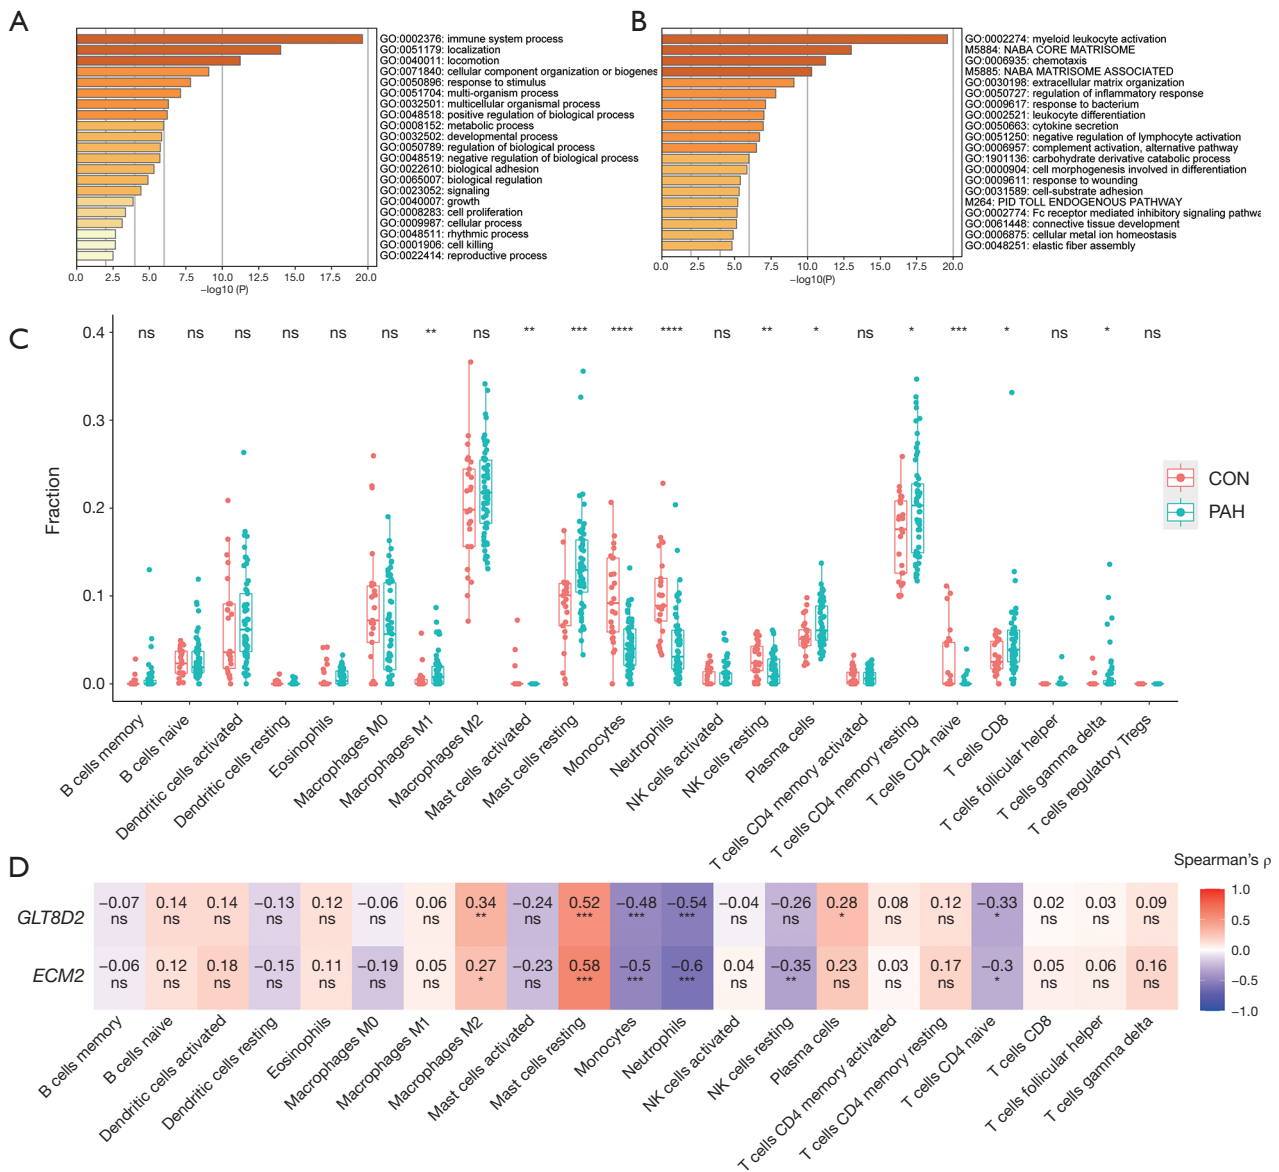 A
GO:0002376: immune system process
GO:0051179: localization
GO:0040011: locomotion
GO:0071840: cellular component organization or biogenes
GO:0050896: response to stimulus
GO:0051704: multi-organism process
GO:0032501: multicellular organismal process
GO:0048518: positive regulation of biological process
GO:0008152: metabolic process
GO:0032502: developmental process
GO:0050789: regulation of biological process
GO:0048519: negative regulation of biological process
GO:0022610: biological adhesion
GO:0065007: biological regulation
GO:0023052: signaling
GO:0040007: growth
GO:0008283: cell proliferation
GO:0009987: cellular process
GO:0048511: rhythmic process
GO:0001906: cell killing
GO:0022414: reproductive process
0.0 2.5 5.0 7.5 10.0 12.5 15.0 17.5 20.0
−log10 (P)
B
GO:0002274: myeloid leukocyte activation
M5884: NABA CORE MATRISOME
GO:0006935: chemotaxis
M5885: NABA MATRISOME ASSOCIATED
GO:0030198: extracellular matrix organization
GO:0050727: regulation of inflammatory response
GO:0009617: response to bacterium
GO:0002521: leukocyte differentiation
GO:0050663: cytokine secretion
GO:0051250: negative regulation of lymphocyte activation
GO:0006957: complement activation, alternative pathway
GO:1901136: carbohydrate derivative catabolic process
GO:0000904: cell morphogenesis involved in differentiation
GO:0009611: response to wounding
GO:0031589: cell-substrate adhesion
M264: PID TOLL ENDOGENOUS PATHWAY
GO:0002774: Fc receptor mediated inhibitory signaling pathwa
GO:0061448: connective tissue development
GO:0006875: cellular metal ion homeostasis
GO:0048251: elastic fiber assembly
0.0 2.5 5.0 7.5 10.0 12.5 15.0 17.5 20.0
−log10(P)
C
ns ns ns ns ns ns ** ns ** *** **** **** ns ** * ns * *** * ns * ns
0.4
0.3
0.2
0.1
0.0
Fraction
CON
PAH
B cells memory
B cells naive
Dendritic cells activated
Dendritic cells resting
Eosinophils
Macrophages M0
Macrophages M1
Macrophages M2
Mast cells activated
Mast cells resting
Monocytes
Neutrophils
NK cells activated
NK cells resting
Plasma cells
T cells CD4 memory activated
T cells CD4 memory resting
T cells CD4 naive
T cells CD8
T cells follicular helper
T cells gamma delta
T cells regulatory Tregs
D
Spearman's ρ
1.0
0.5
0.0
−0.5
−1.0
GLT8D2
−0.07 0.14 0.14 −0.13 0.12 −0.06 0.06 0.34 −0.24 0.52 −0.48 −0.54 −0.04 −0.26 0.28 0.08 0.12 −0.33 0.02 0.03 0.09
ns ns ns ns ns ns ns ** ns *** *** *** ns ns * ns ns * ns ns ns
ECM2
−0.06 0.12 0.18 −0.15 0.11 −0.19 0.05 0.27 −0.23 0.58 −0.5 −0.6 0.04 −0.35 0.23 0.03 0.17 −0.3 0.05 0.06 0.16
ns ns ns ns ns ns ns * ns *** *** *** ns ** ns ns ns * ns ns ns
B cells memory
B cells naive
Dendritic cells activated
Dendritic cells resting
Eosinophils
Macrophages M0
Macrophages M1
Macrophages M2
Mast cells activated
Mast cells resting
Monocytes
Neutrophils
NK cells activated
NK cells resting
Plasma cells
T cells CD4 memory activated
T cells CD4 memory resting
T cells CD4 naive
T cells CD8
T cells follicular helper
T cells gamma delta